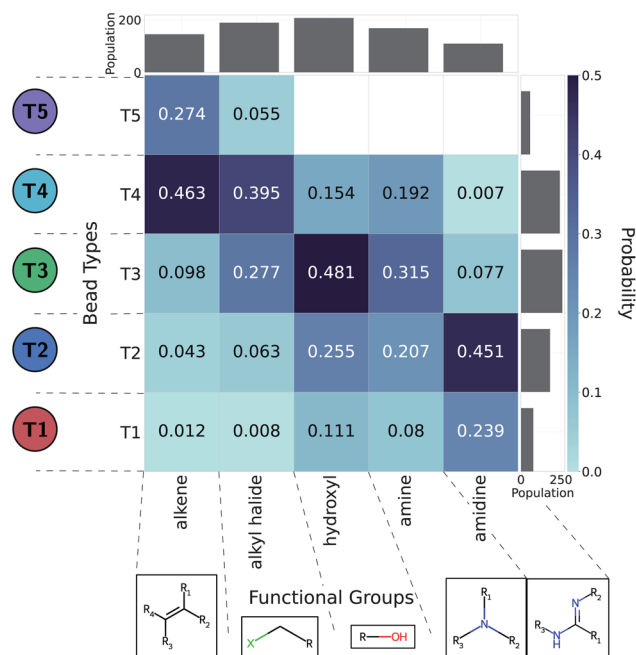 200
Population
0
T5
T5
0.274
0.055
0.5
T4
T4
0.463
0.395
0.154
0.192
0.007
0.4
Bead Types
T3
T3
0.098
0.277
0.481
0.315
0.077
0.3
Probability
0.2
T2
T2
0.043
0.063
0.255
0.207
0.451
0.1
T1
T1
0.012
0.008
0.111
0.08
0.239
0.0
0
250
Population
alkene
alkyl halide
hydroxyl
amine
amidine
Functional Groups
R₁
R₄
R₂
R₃
X
R
R
OH
R₁
N
R₃
R₂
N
R₂
R₃
N
H
R₁